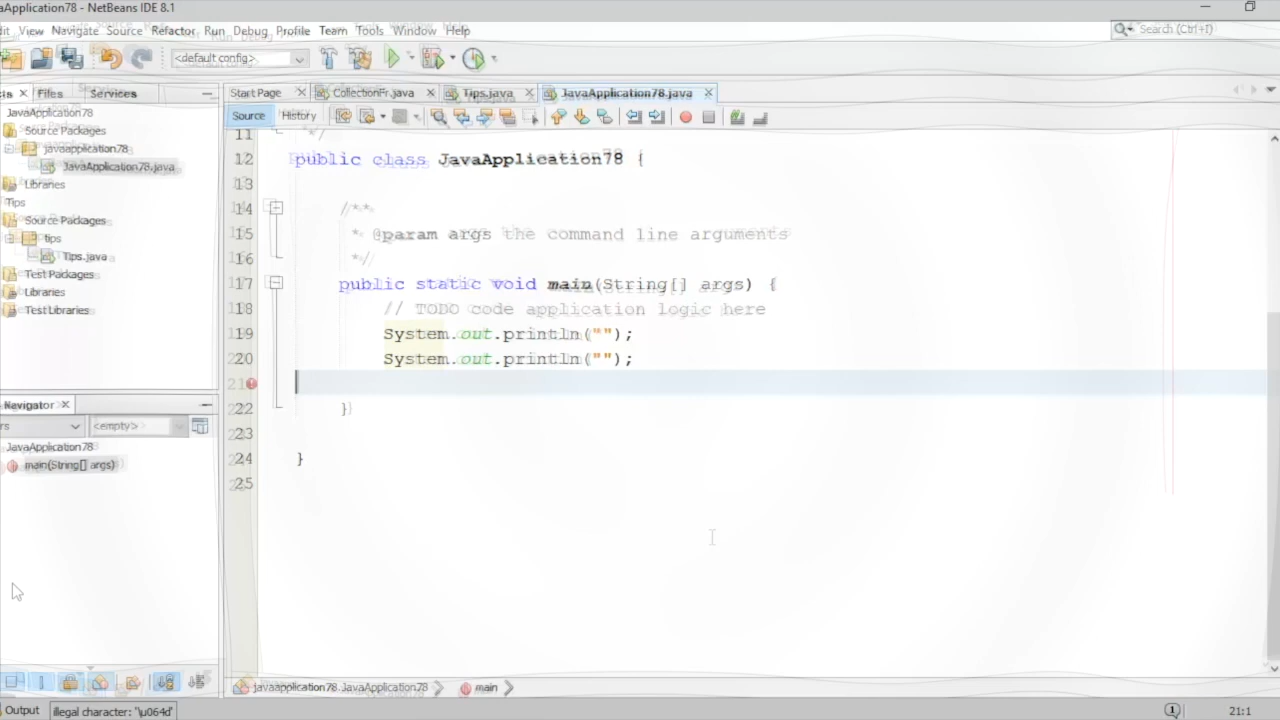 vaApplication78 - NetBeans IDE 8.1
dit View Navigate Source Refactor Run Debug Profile Team Tools Window Help
Search (Ctrl+I)
<default config>
cts Files Services
Start Page CollectionFr.java Tips.java JavaApplication78.java
Source History
JavaApplication78
Source Packages
javaapplication78
JavaApplication78.java
Libraries
Tips
Source Packages
tips
Tips.java
Test Packages
Libraries
Test Libraries
11 */
12 public class JavaApplication78 {
13
14 /**
15 * @param args the command line arguments
16 */
17 public static void main(String[] args) {
18 // TODO code application logic here
19 System.out.println("");
20 System.out.println("");
21
22 }
23
24 }
25
Navigator
rs <empty>
JavaApplication78
main(String[] args)
javaapplication78.JavaApplication78 main
Output illegal character: '\u064d' 1 21:1